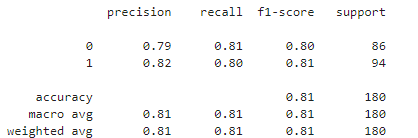 precision recall f1-score support
0 0.79 0.81 0.80 86
1 0.82 0.80 0.81 94
accuracy 0.81 180
macro avg 0.81 0.81 0.81 180
weighted avg 0.81 0.81 0.81 180